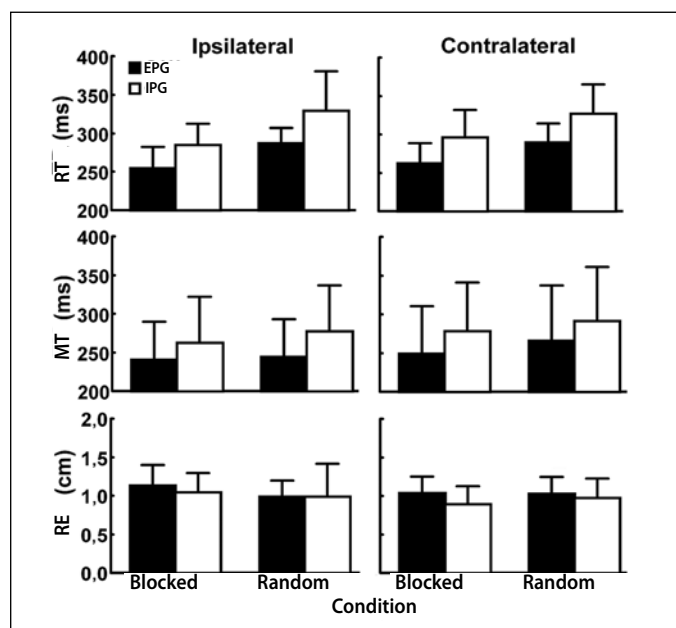 Ipsilateral Contralateral
400
EPG
IPG
350
300
250
200
RT (ms)
400
350
300
250
200
MT (ms)
2.0
1.5
1.0
0.5
0.0
RE (cm)
Blocked Random Blocked Random
Condition